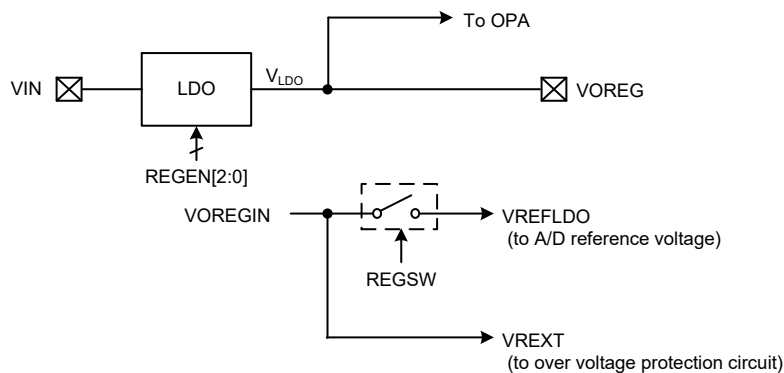 To OPA
VIN
LDO
VLDO
VOREG
REGEN[2:0]
VOREGIN
VREFLDO
(to A/D reference voltage)
REGSW
VREXT
(to over voltage protection circuit)